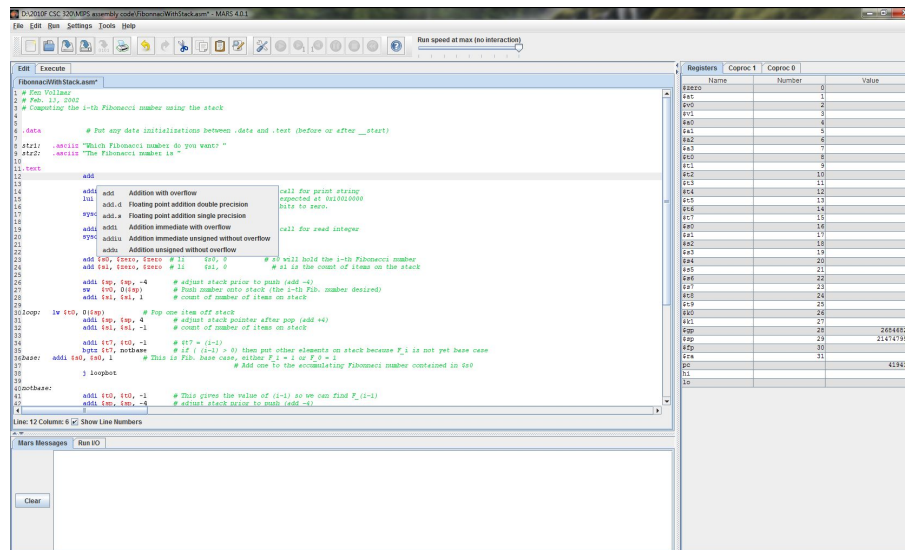 D:\2010F CSC 320\MIPS assembly code\FibonnaciWithStack.asm* - MARS 4.0.1
File Edit Run Settings Tools Help
Run speed at max (no interaction)
Edit Execute
FibonnaciWithStack.asm*
1 # Ken Vollmar
2 # Feb. 13, 2002
3 # Computing the i-th Fibonacci number using the stack
4
5
6 .data # Put any data initializations between .data and .text (before or after __start)
7
8 str1: .asciiz "Which Fibonacci number do you want? "
9 str2: .asciiz "The Fibonacci number is "
10
11 .text
12 add
13
14 addi call for print string
15 lui expected at 0x10010000
16 bits to zero.
17 sysc
18
19 addi call for read integer
20 sysc
21
22
add Addition with overflow
add.d Floating point addition double precision
add.s Floating point addition single precision
addi Addition immediate with overflow
addiu Addition immediate unsigned without overflow
addu Addition unsigned without overflow
23 add $s0, $zero, $zero # li $s0, 0 # s0 will hold the i-th Fibonacci number
24 add $s1, $zero, $zero # li $s1, 0 # s1 is the count of items on the stack
25
26 addi $sp, $sp, -4 # adjust stack prior to push (add -4)
27 sw $v0, 0($sp) # Push number onto stack (the i-th Fib. number desired)
28 addi $s1, $s1, 1 # count of number of items on stack
29
30 loop: lw $t0, 0($sp) # Pop one item off stack
31 addi $sp, $sp, 4 # adjust stack pointer after pop (add +4)
32 addi $s1, $s1, -1 # count of number of items on stack
33
34 addi $t7, $t0, -1 # $t7 = (i-1)
35 bgtz $t7, notbase # if ( (i-1) > 0) then put other elements on stack because F_i is not yet base case
36 base: addi $s0, $s0, 1 # This is Fib. base case, either F_1 = 1 or F_0 = 1
37 # Add one to the accumulating Fibonacci number contained in $s0
38 j loopbot
39
40 notbase:
41 addi $t0, $t0, -1 # This gives the value of (i-1) so we can find F_(i-1)
42 addi $sp, $sp, -4 # adjust stack prior to push (add -4)
Line: 12 Column: 6 Show Line Numbers
Mars Messages Run I/O
Clear
Registers Coproc 1 Coproc 0
Name Number Value
$zero 0
$at 1
$v0 2
$v1 3
$a0 4
$a1 5
$a2 6
$a3 7
$t0 8
$t1 9
$t2 10
$t3 11
$t4 12
$t5 13
$t6 14
$t7 15
$s0 16
$s1 17
$s2 18
$s3 19
$s4 20
$s5 21
$s6 22
$s7 23
$t8 24
$t9 25
$k0 26
$k1 27
$gp 28 2684682
$sp 29 21474795
$fp 30
$ra 31
pc 41943
hi
lo